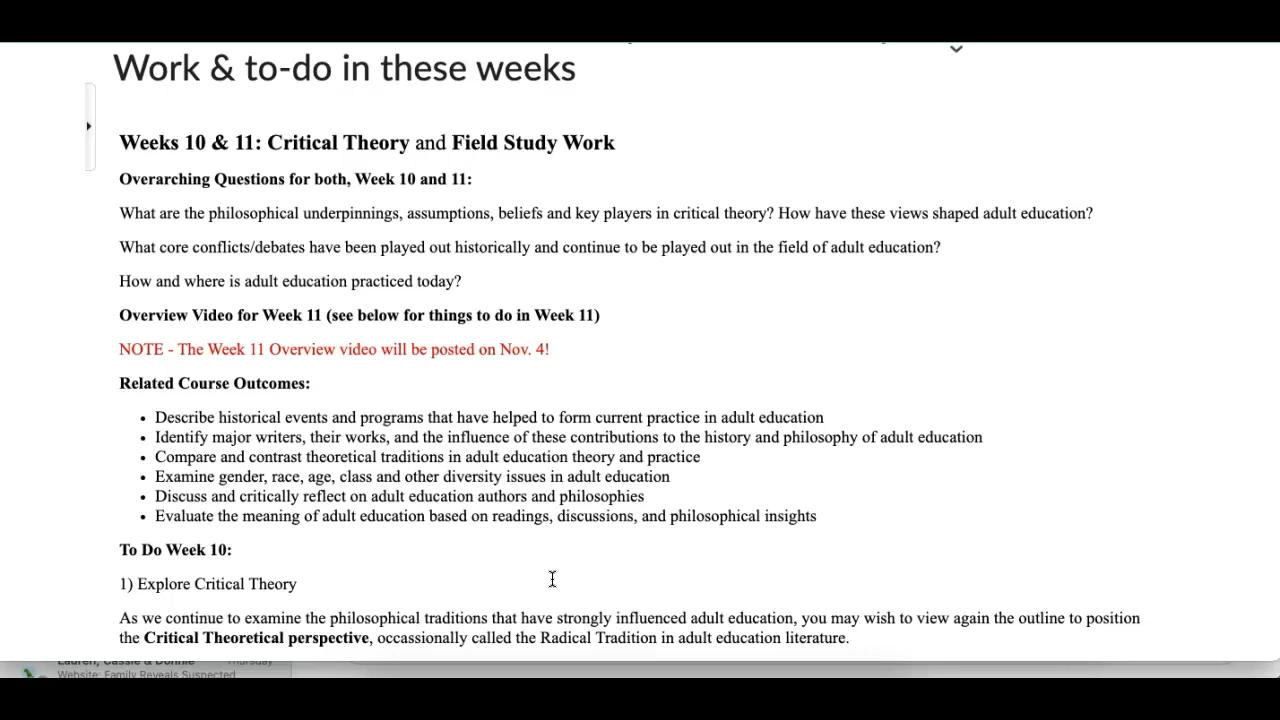 Work & to-do in these weeks
Weeks 10 & 11: Critical Theory and Field Study Work
Overarching Questions for both, Week 10 and 11:
What are the philosophical underpinnings, assumptions, beliefs and key players in critical theory? How have these views shaped adult education?
What core conflicts/debates have been played out historically and continue to be played out in the field of adult education?
How and where is adult education practiced today?
Overview Video for Week 11 (see below for things to do in Week 11)
NOTE - The Week 11 Overview video will be posted on Nov. 4!
Related Course Outcomes:
• Describe historical events and programs that have helped to form current practice in adult education
• Identify major writers, their works, and the influence of these contributions to the history and philosophy of adult education
• Compare and contrast theoretical traditions in adult education theory and practice
• Examine gender, race, age, class and other diversity issues in adult education
• Discuss and critically reflect on adult education authors and philosophies
• Evaluate the meaning of adult education based on readings, discussions, and philosophical insights
To Do Week 10:
1) Explore Critical Theory
As we continue to examine the philosophical traditions that have strongly influenced adult education, you may wish to view again the outline to position
the Critical Theoretical perspective, occassionally called the Radical Tradition in adult education literature.
Lauren, Cassie & Donnie Thursday
Website: Family Reveals Suspected